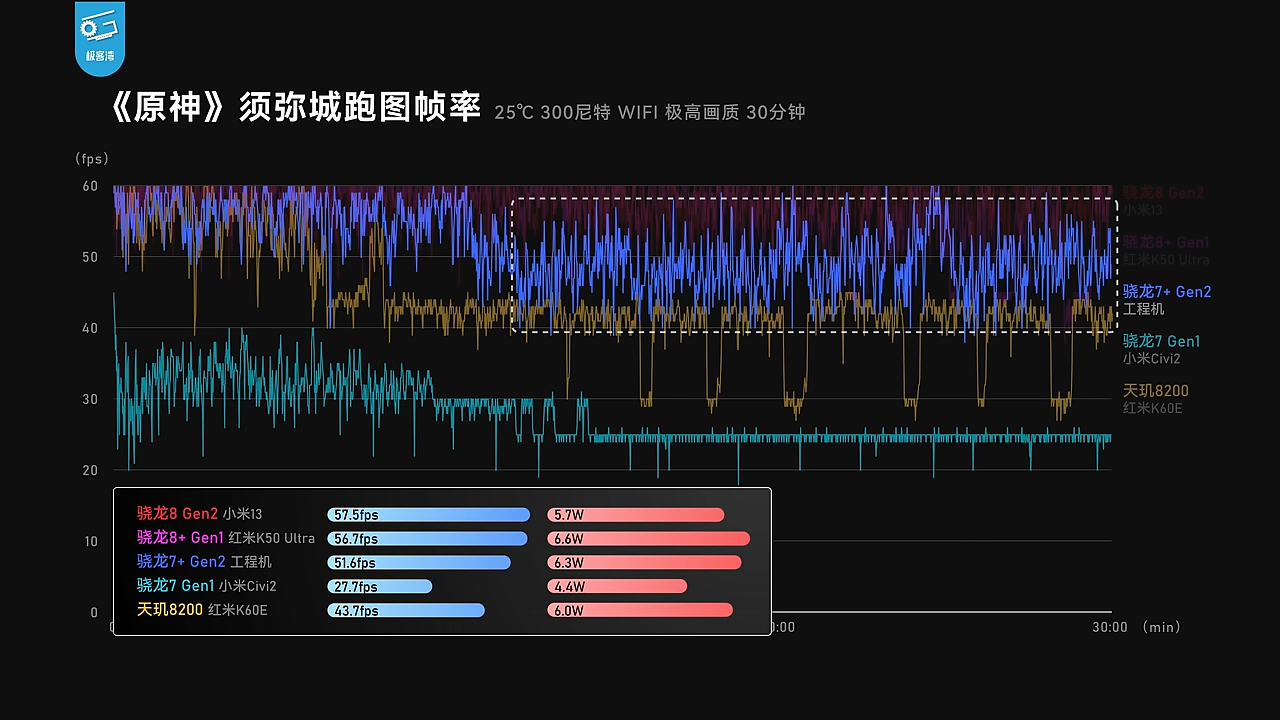 极客湾
《原神》须弥城跑图帧率 25℃ 300尼特 WIFI 极高画质 30分钟
(fps)
60
50
40
30
20
10
0
骁龙8 Gen2
小米13
骁龙8+ Gen1
红米K50 Ultra
骁龙7+ Gen2
工程机
骁龙7 Gen1
小米Civi2
天玑8200
红米K60E
骁龙8 Gen2 小米13 57.5fps 5.7W
骁龙8+ Gen1 红米K50 Ultra 56.7fps 6.6W
骁龙7+ Gen2 工程机 51.6fps 6.3W
骁龙7 Gen1 小米Civi2 27.7fps 4.4W
天玑8200 红米K60E 43.7fps 6.0W
30:00 (min)